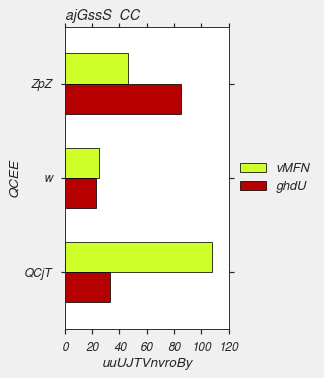 ajGssS  CC
ZpZ
w
QCjT
QCEE
0 20 40 60 80 100 120
uuUJTVnvroBy
vMFN
ghdU